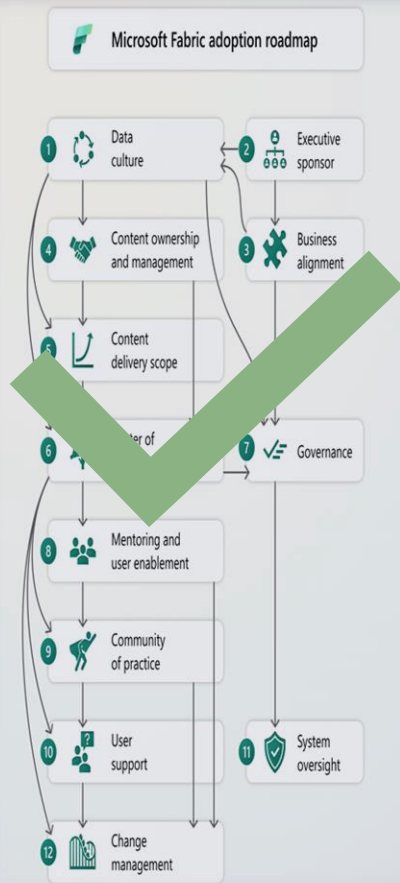 Microsoft Fabric adoption roadmap
1
Data
culture
2
Executive
sponsor
4
Content ownership
and management
3
Business
alignment
5
Content
delivery scope
6
of
7
Governance
8
Mentoring and
user enablement
9
Community
of practice
10
?
User
support
11
System
oversight
12
Change
management